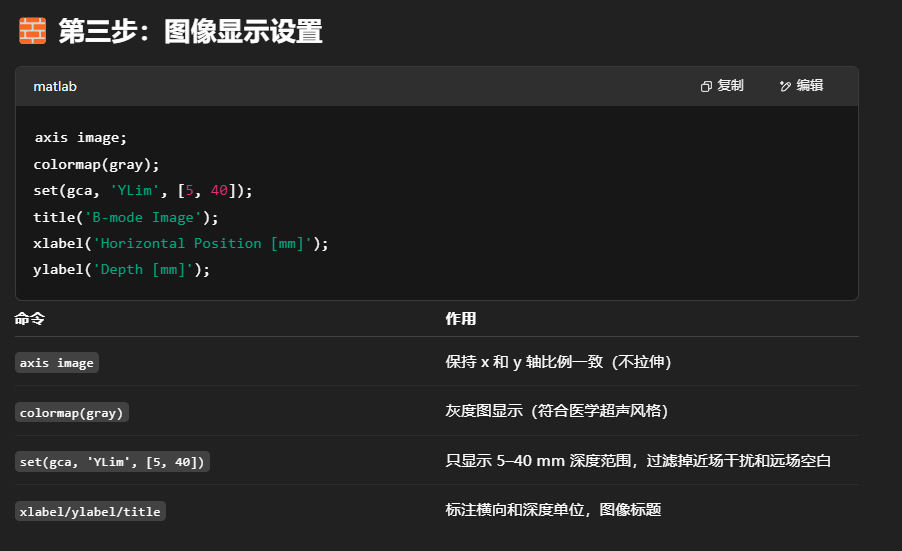 🧱 第三步：图像显示设置
matlab
复制
编辑
axis image;
colormap(gray);
set(gca, 'YLim', [5, 40]);
title('B-mode Image');
xlabel('Horizontal Position [mm]');
ylabel('Depth [mm]');
命令 作用
axis image 保持 x 和 y 轴比例一致（不拉伸）
colormap(gray) 灰度图显示（符合医学超声风格）
set(gca, 'YLim', [5, 40]) 只显示 5–40 mm 深度范围，过滤掉近场干扰和远场空白
xlabel/ylabel/title 标注横向和深度单位，图像标题